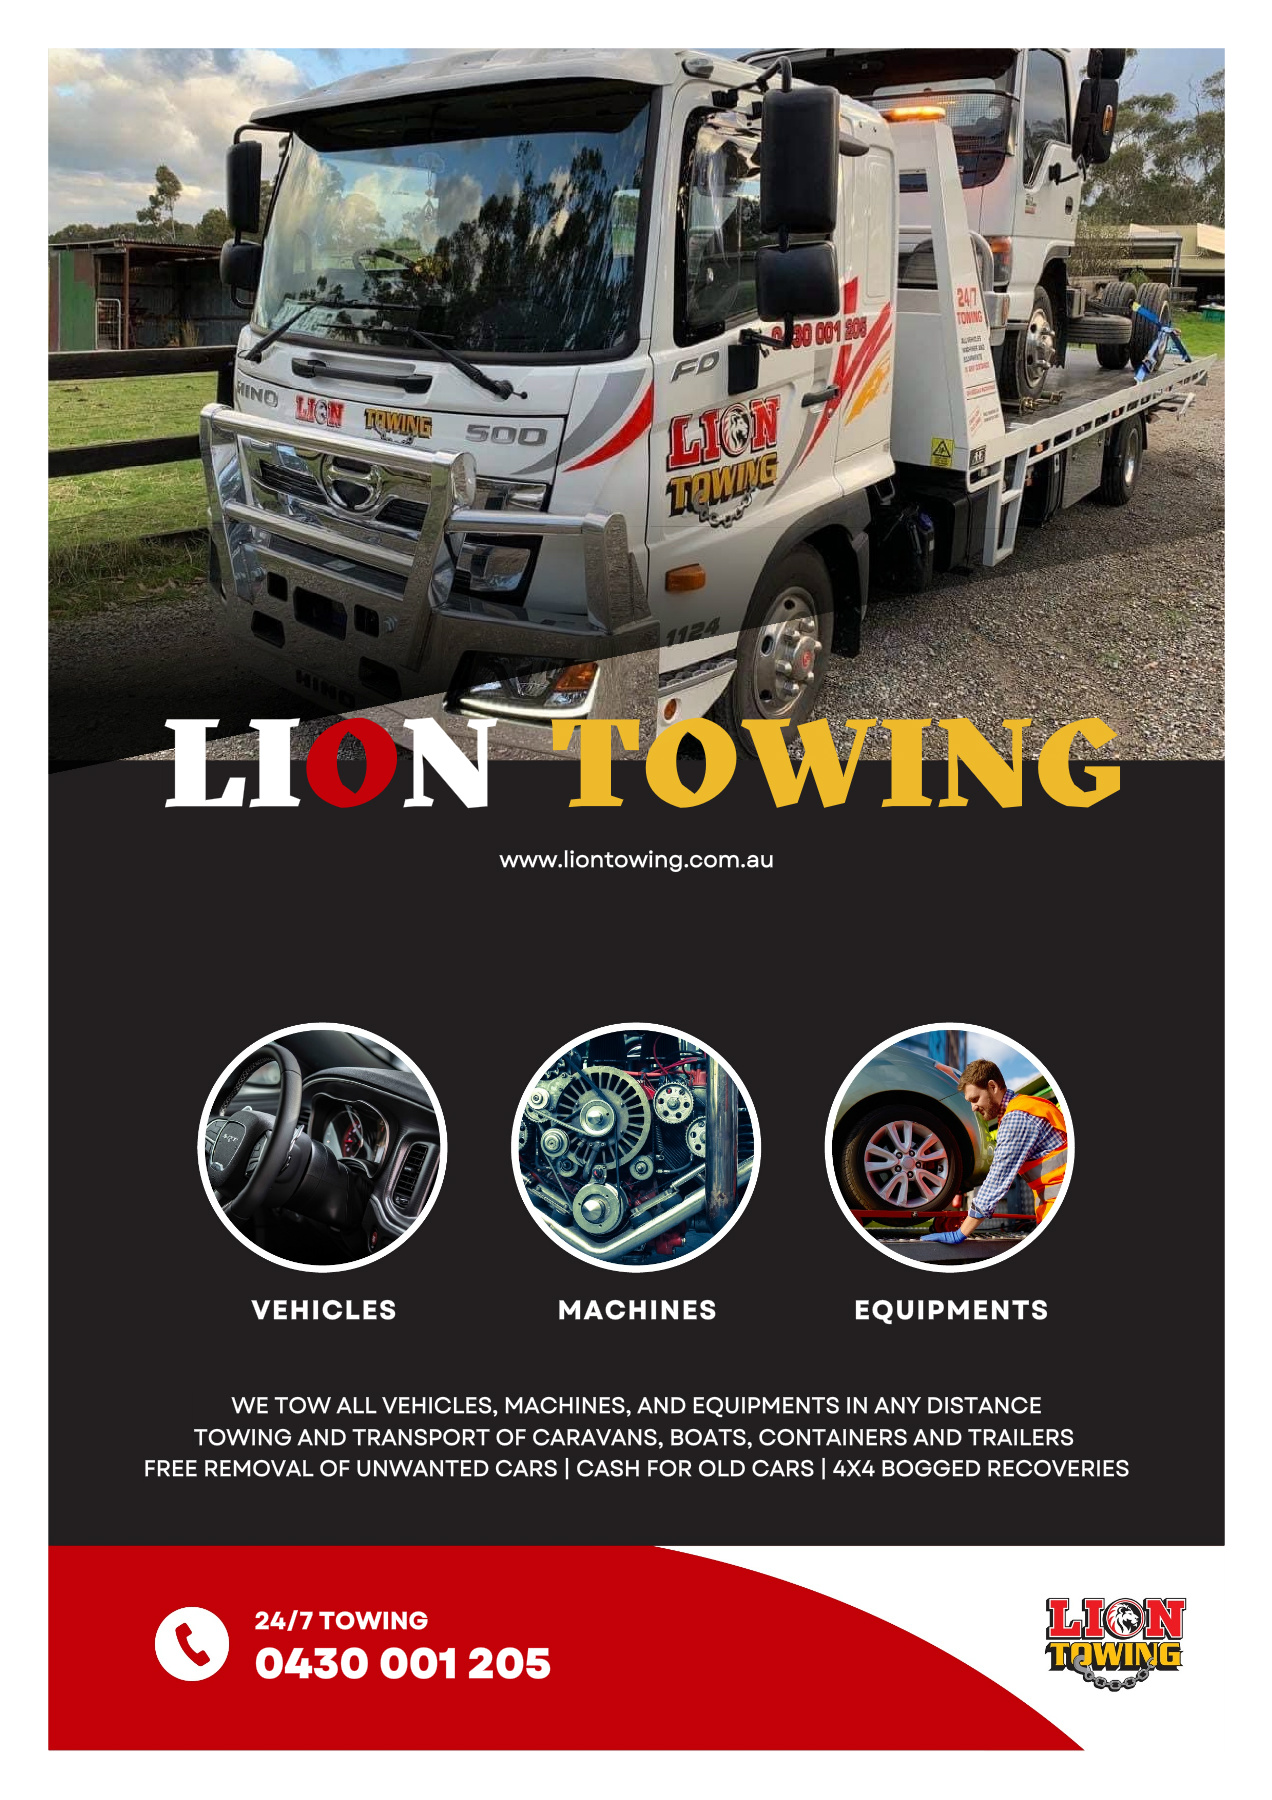 24/7
TOWING
0430 001 205
FD
HINO
LION TOWING
500
LION
TOWING
1124
HINO
LION TOWING
www.liontowing.com.au
VEHICLES
MACHINES
EQUIPMENTS
WE TOW ALL VEHICLES, MACHINES, AND EQUIPMENTS IN ANY DISTANCE
TOWING AND TRANSPORT OF CARAVANS, BOATS, CONTAINERS AND TRAILERS
FREE REMOVAL OF UNWANTED CARS | CASH FOR OLD CARS | 4X4 BOGGED RECOVERIES
24/7 TOWING
0430 001 205
LION
TOWING